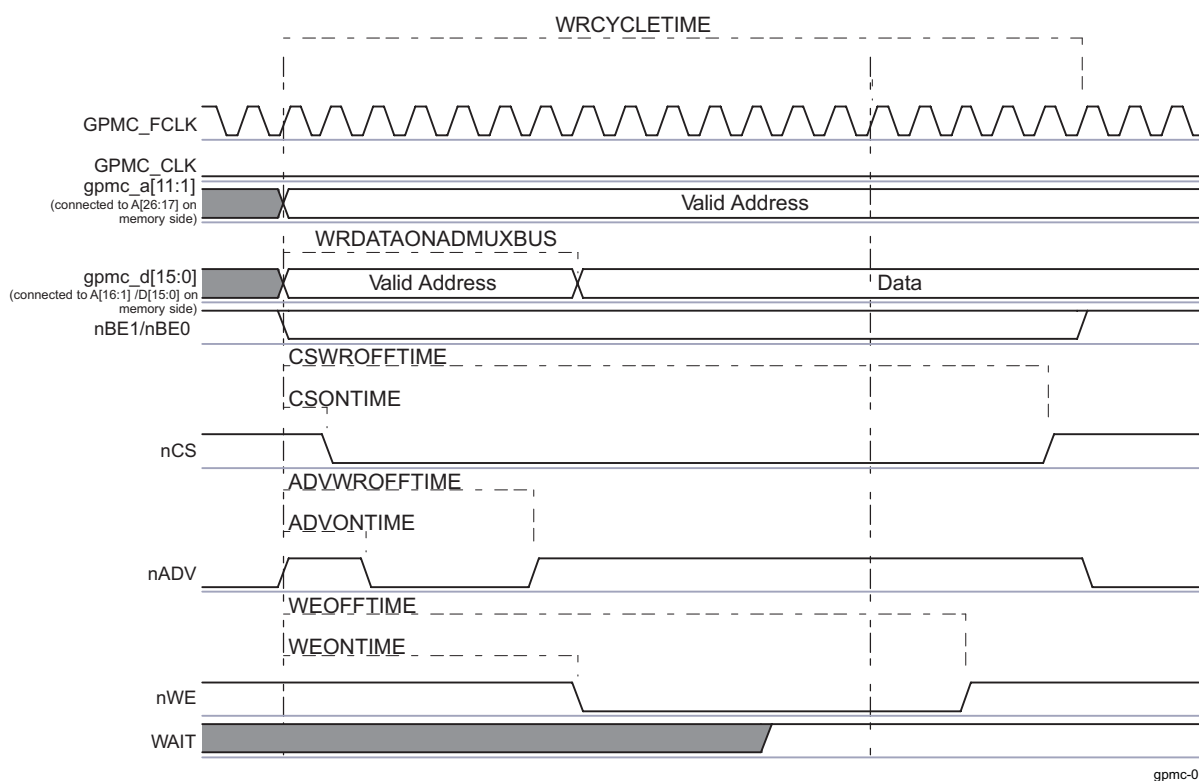 WRCYCLETIME
GPMC_FCLK
GPMC_CLK
gpmc_a[11:1]
(connected to A[26:17] on
memory side)
Valid Address
WRDATAONADMUXBUS
gpmc_d[15:0]
(connected to A[16:1] /D[15:0] on
memory side)
Valid Address
Data
nBE1/nBE0
CSWROFFTIME
CSONTIME
nCS
ADVWROFFTIME
ADVONTIME
nADV
WEOFFTIME
WEONTIME
nWE
WAIT
gpmc-0